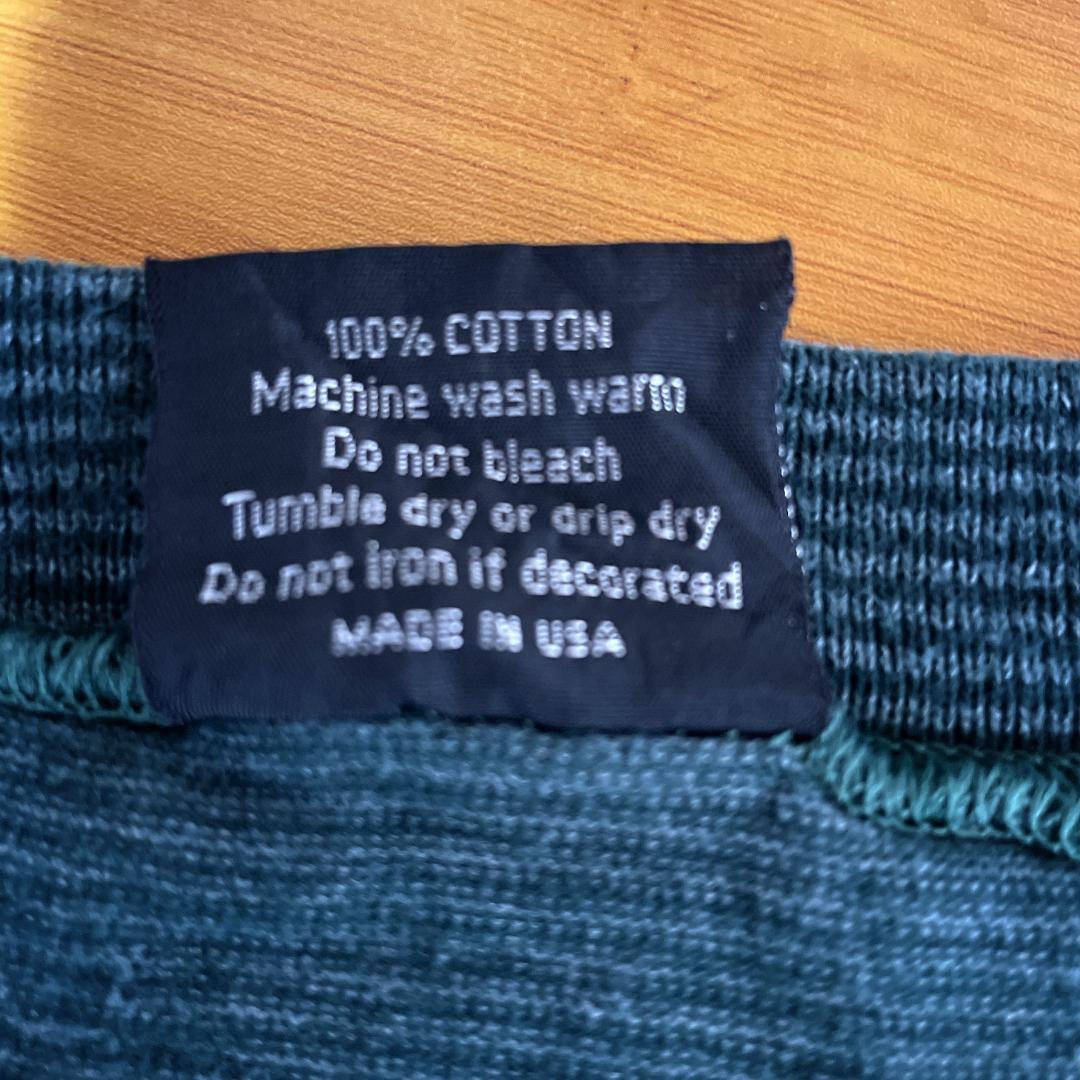 100% COTTON
Machine wash warm
Do not bleach
Tumble dry or drip dry
Do not iron if decorated
MADE IN USA